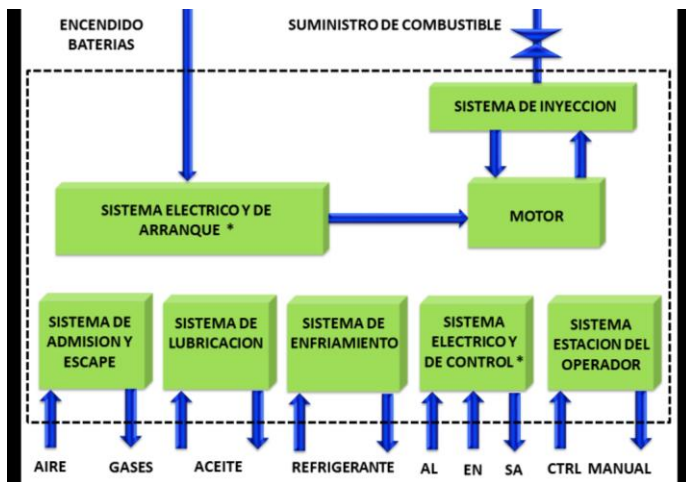 ENCENDIDO
BATERIAS
SUMINISTRO DE COMBUSTIBLE
SISTEMA DE INYECCION
SISTEMA ELECTRICO Y DE
ARRANQUE *
MOTOR
SISTEMA DE
ADMISION Y
ESCAPE
SISTEMA DE
LUBRICACION
SISTEMA DE
ENFRIAMIENTO
SISTEMA
ELECTRICO Y
DE CONTROL *
SISTEMA
ESTACION DEL
OPERADOR
AIRE GASES ACEITE REFRIGERANTE AL EN SA CTRL MANUAL